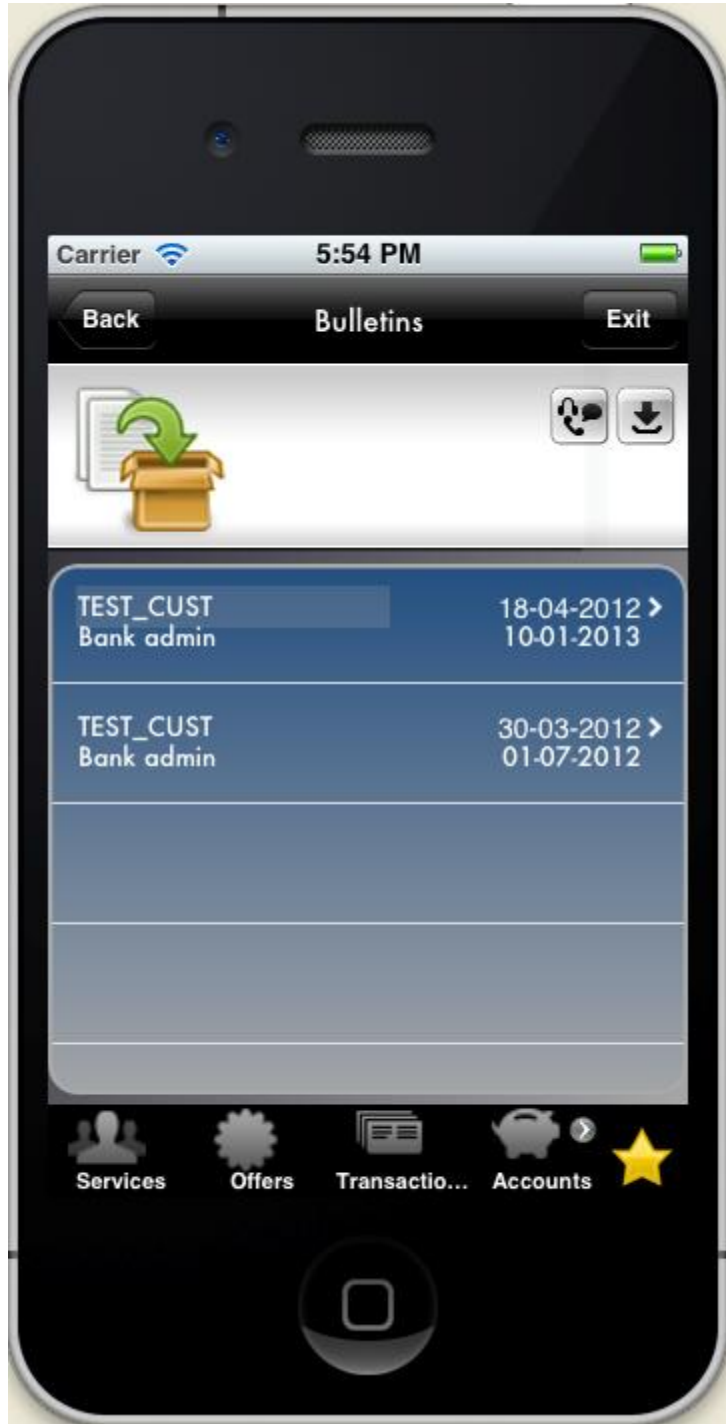 Carrier 5:54 PM
Back Bulletins Exit
TEST_CUST 18-04-2012
Bank admin 10-01-2013
TEST_CUST 30-03-2012
Bank admin 01-07-2012
Services Offers Transactio... Accounts